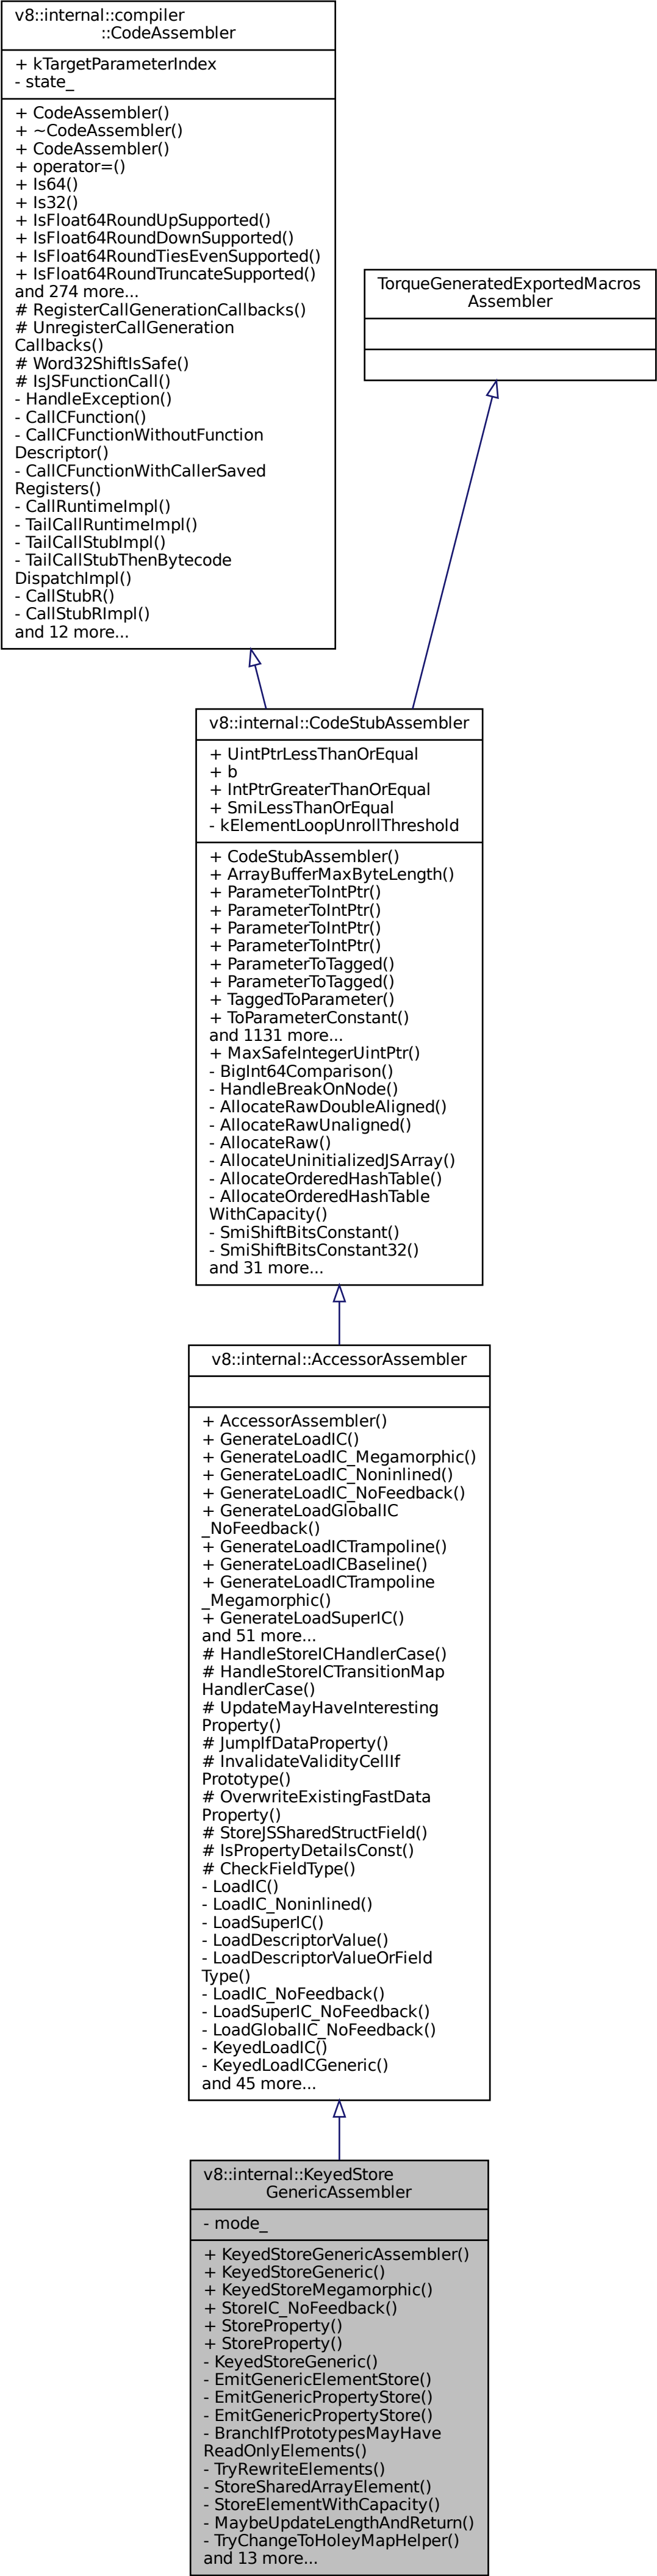 v8::internal::compiler
::CodeAssembler
+ kTargetParameterIndex
- state_
+ CodeAssembler()
+ ~CodeAssembler()
+ CodeAssembler()
+ operator=()
+ Is64()
+ Is32()
+ IsFloat64RoundUpSupported()
+ IsFloat64RoundDownSupported()
+ IsFloat64RoundTiesEvenSupported()
+ IsFloat64RoundTruncateSupported()
and 274 more...
# RegisterCallGenerationCallbacks()
# UnregisterCallGeneration
Callbacks()
# Word32ShiftIsSafe()
# IsJSFunctionCall()
- HandleException()
- CallCFunction()
- CallCFunctionWithoutFunction
Descriptor()
- CallCFunctionWithCallerSaved
Registers()
- CallRuntimeImpl()
- TailCallRuntimeImpl()
- TailCallStubImpl()
- TailCallStubThenBytecode
DispatchImpl()
- CallStubR()
- CallStubRImpl()
and 12 more...
TorqueGeneratedExportedMacros
Assembler
v8::internal::CodeStubAssembler
+ UintPtrLessThanOrEqual
+ b
+ IntPtrGreaterThanOrEqual
+ SmiLessThanOrEqual
- kElementLoopUnrollThreshold
+ CodeStubAssembler()
+ ArrayBufferMaxByteLength()
+ ParameterToIntPtr()
+ ParameterToIntPtr()
+ ParameterToIntPtr()
+ ParameterToIntPtr()
+ ParameterToTagged()
+ ParameterToTagged()
+ TaggedToParameter()
+ ToParameterConstant()
and 1131 more...
+ MaxSafeIntegerUintPtr()
- BigInt64Comparison()
- HandleBreakOnNode()
- AllocateRawDoubleAligned()
- AllocateRawUnaligned()
- AllocateRaw()
- AllocateUninitializedJSArray()
- AllocateOrderedHashTable()
- AllocateOrderedHashTable
WithCapacity()
- SmiShiftBitsConstant()
- SmiShiftBitsConstant32()
and 31 more...
v8::internal::AccessorAssembler
+ AccessorAssembler()
+ GenerateLoadIC()
+ GenerateLoadIC_Megamorphic()
+ GenerateLoadIC_Noninlined()
+ GenerateLoadIC_NoFeedback()
+ GenerateLoadGlobalIC
_NoFeedback()
+ GenerateLoadICTrampoline()
+ GenerateLoadICBaseline()
+ GenerateLoadICTrampoline
_Megamorphic()
+ GenerateLoadSuperIC()
and 51 more...
# HandleStoreICHandlerCase()
# HandleStoreICTransitionMap
HandlerCase()
# UpdateMayHaveInteresting
Property()
# JumpIfDataProperty()
# InvalidateValidityCellIf
Prototype()
# OverwriteExistingFastData
Property()
# StoreJSSharedStructField()
# IsPropertyDetailsConst()
# CheckFieldType()
- LoadIC()
- LoadIC_Noninlined()
- LoadSuperIC()
- LoadDescriptorValue()
- LoadDescriptorValueOrField
Type()
- LoadIC_NoFeedback()
- LoadSuperIC_NoFeedback()
- LoadGlobalIC_NoFeedback()
- KeyedLoadIC()
- KeyedLoadICGeneric()
and 45 more...
v8::internal::KeyedStore
GenericAssembler
- mode_
+ KeyedStoreGenericAssembler()
+ KeyedStoreGeneric()
+ KeyedStoreMegamorphic()
+ StoreIC_NoFeedback()
+ StoreProperty()
+ StoreProperty()
- KeyedStoreGeneric()
- EmitGenericElementStore()
- EmitGenericPropertyStore()
- EmitGenericPropertyStore()
- BranchIfPrototypesMayHave
ReadOnlyElements()
- TryRewriteElements()
- StoreSharedArrayElement()
- StoreElementWithCapacity()
- MaybeUpdateLengthAndReturn()
- TryChangeToHoleyMapHelper()
and 13 more...